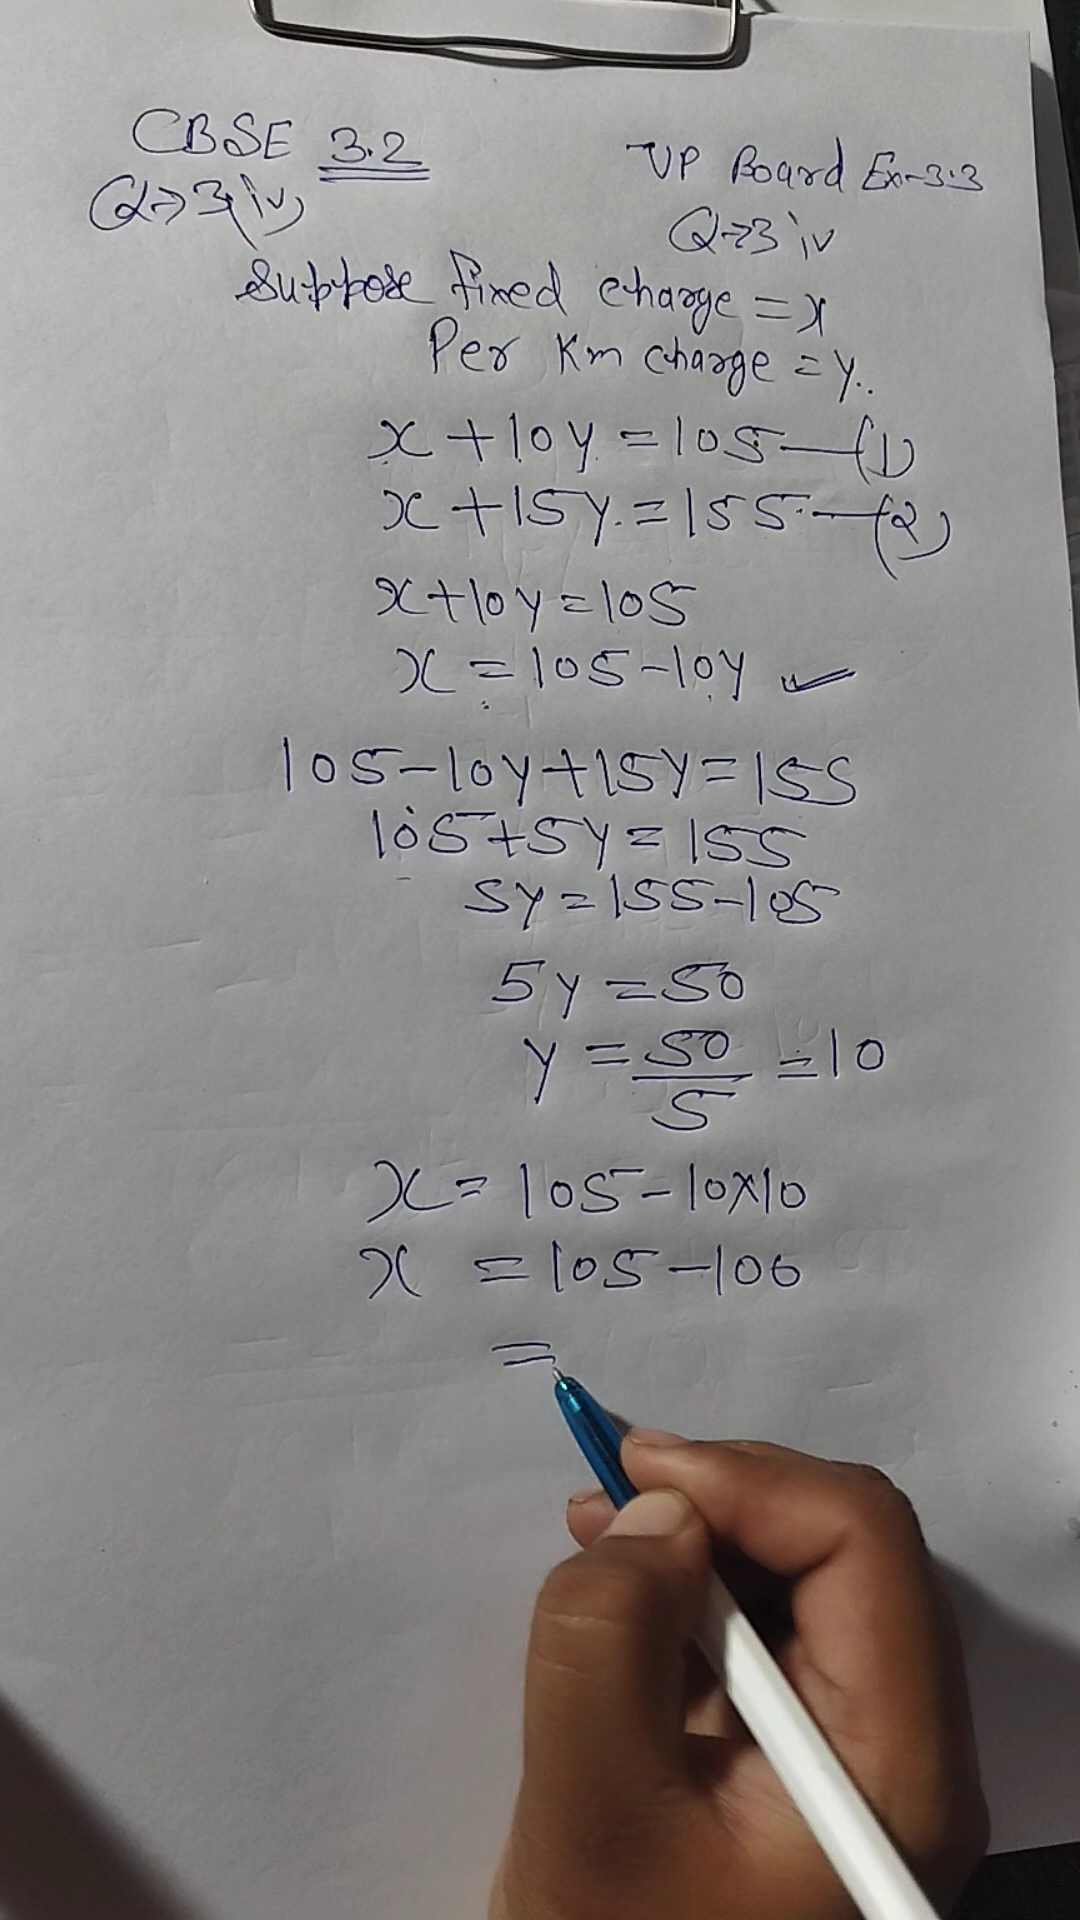 CBSE 3.2
Q→3(iv)
UP Board Ex-3.3
Q→3 iv
Suppose fixed charge = x
Per Km charge = y..
x + 10y = 105 —(1)
x + 15y = 155 —(2)
x + 10y = 105
x = 105 - 10y ✓
105 - 10y + 15y = 155
105 + 5y = 155
5y = 155 - 105
5y = 50
y = 50/5 = 10
x = 105 - 10×10
x = 105 - 100
=